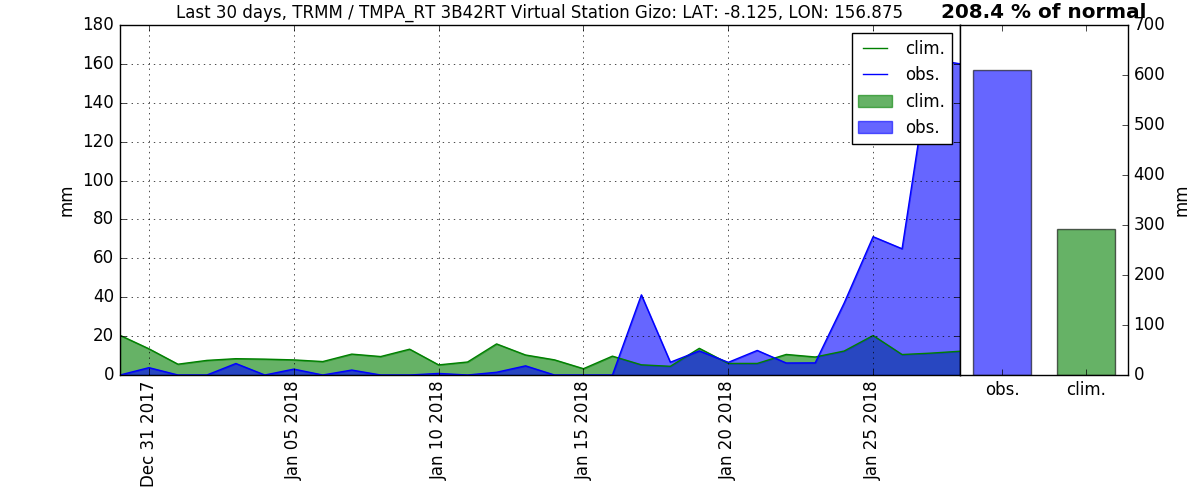 Last 30 days, TRMM / TMPA_RT 3B42RT Virtual Station Gizo: LAT: -8.125, LON: 156.875
208.4 % of normal
180
160
140
120
100
80
60
40
20
0
mm
Dec 31 2017
Jan 05 2018
Jan 10 2018
Jan 15 2018
Jan 20 2018
Jan 25 2018
clim.
obs.
clim.
obs.
700
600
500
400
300
200
100
0
mm
obs.
clim.